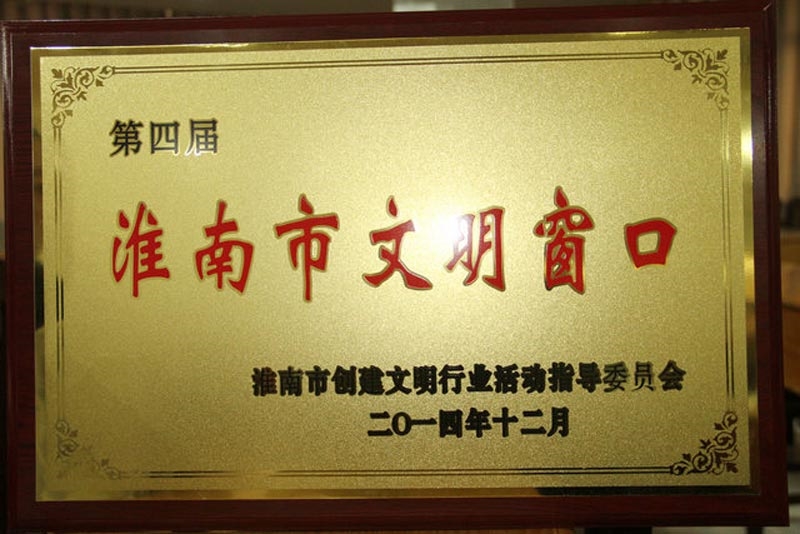 第四届
淮南市文明窗口
淮南市创建文明行业活动指导委员会
二〇一四年十二月